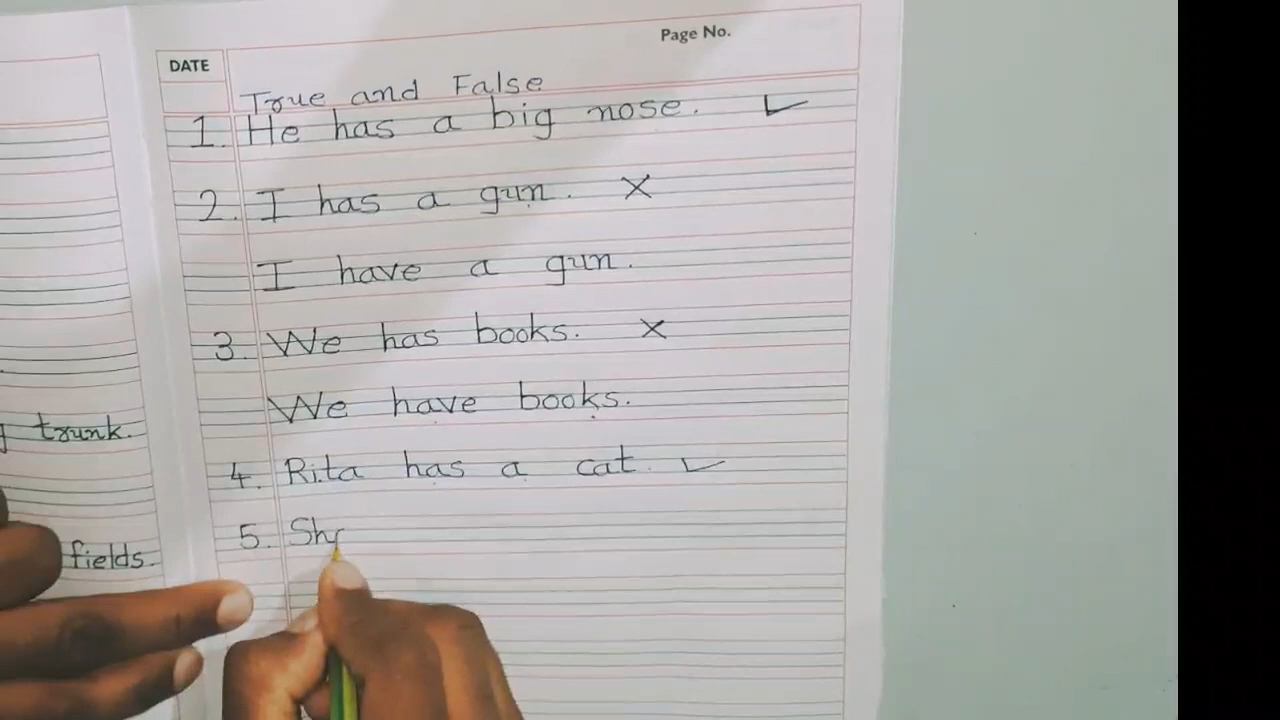 DATE
Page No.
True and False
1. He has a big nose. ✓
2. I has a gun. ✗
I have a gun.
3. We has books. ✗
We have books.
4. Rita has a cat. ✓
5. Sh
trunk.
fields.